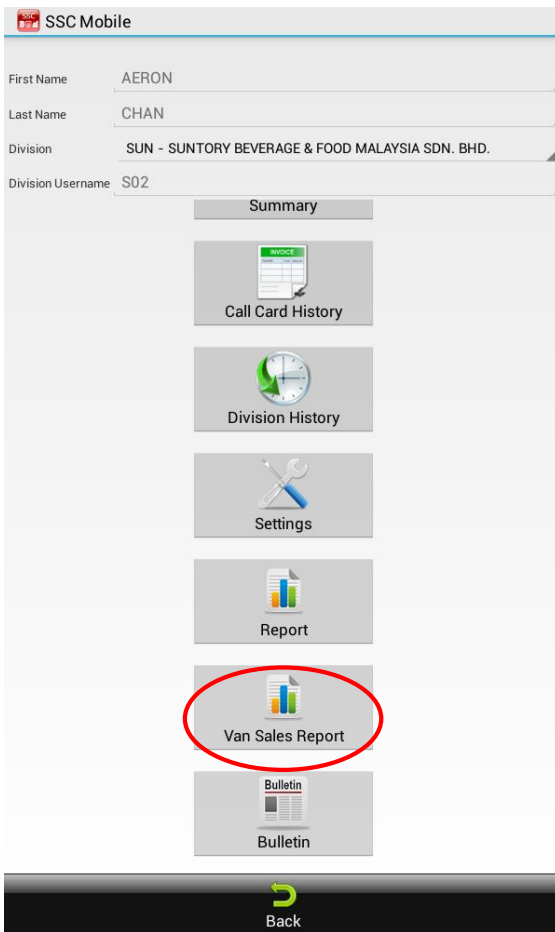 SSC
SSC Mobile
First Name AERON
Last Name CHAN
Division SUN - SUNTORY BEVERAGE & FOOD MALAYSIA SDN. BHD.
Division Username S02
Summary
INVOICE
Call Card History
Division History
Settings
Report
Van Sales Report
Bulletin
Bulletin
Back